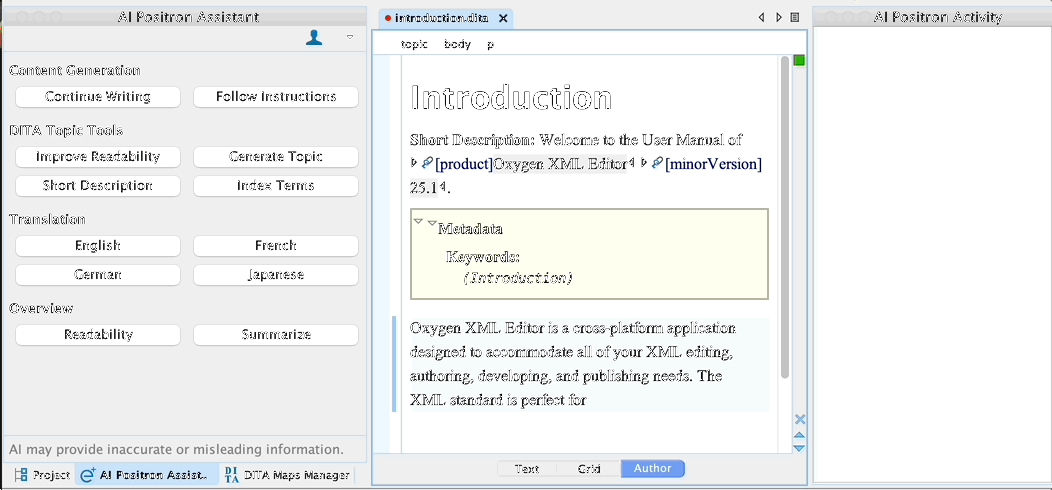 AI Positron Assistant
Content Generation
Continue Writing
Follow Instructions
DITA Topic Tools
Improve Readability
Generate Topic
Short Description
Index Terms
Translation
English
French
German
Japanese
Overview
Readability
Summarize
AI may provide inaccurate or misleading information.
Project
AI Positron Assist..
DITA Maps Manager
introduction.dita
topic body p
Introduction
Short Description: Welcome to the User Manual of
[product]Oxygen XML Editor [minorVersion]
25.1.
Metadata
Keywords:
(Introduction)
Oxygen XML Editor is a cross-platform application
designed to accommodate all of your XML editing,
authoring, developing, and publishing needs. The
XML standard is perfect for
Text Grid Author
AI Positron Activity